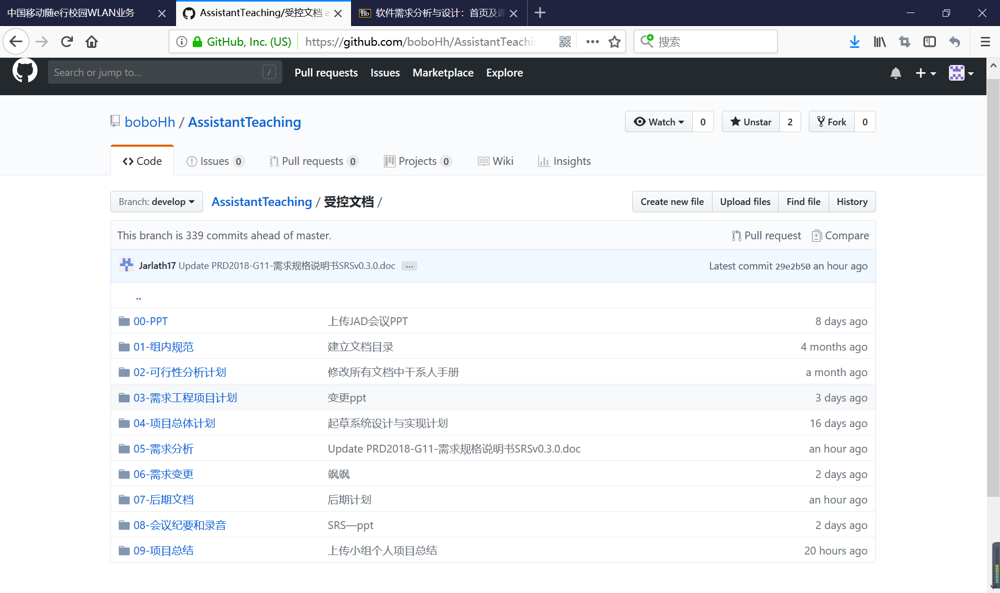 中国移动随e行校园WLAN业务
AssistantTeaching/受控文档 a
Bb 软件需求分析与设计：首页及课
GitHub, Inc. (US) https://github.com/boboHh/AssistantTeachin
搜索
Search or jump to... /
Pull requests Issues Marketplace Explore
boboHh / AssistantTeaching
Watch 0 Unstar 2 Fork 0
Code Issues 0 Pull requests 0 Projects 0 Wiki Insights
Branch: develop AssistantTeaching / 受控文档 /
Create new file Upload files Find file History
This branch is 339 commits ahead of master. Pull request Compare
Jarlath17 Update PRD2018-G11-需求规格说明书SRSv0.3.0.doc ... Latest commit 29e2b50 an hour ago
..
00-PPT 上传JAD会议PPT 8 days ago
01-组内规范 建立文档目录 4 months ago
02-可行性分析计划 修改所有文档中干系人手册 a month ago
03-需求工程项目计划 变更ppt 3 days ago
04-项目总体计划 起草系统设计与实现计划 16 days ago
05-需求分析 Update PRD2018-G11-需求规格说明书SRSv0.3.0.doc an hour ago
06-需求变更 飒飒 2 days ago
07-后期文档 后期计划 an hour ago
08-会议纪要和录音 SRS—ppt 2 days ago
09-项目总结 上传小组个人项目总结 20 hours ago